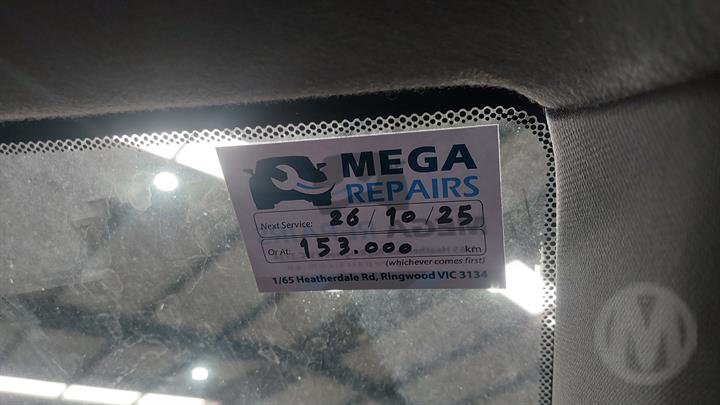 MEGA
REPAIRS
Next Service: 26 / 10 / 25
Or At: 153.000 km
(whichever comes first)
1/65 Heatherdale Rd, Ringwood VIC 3134
M